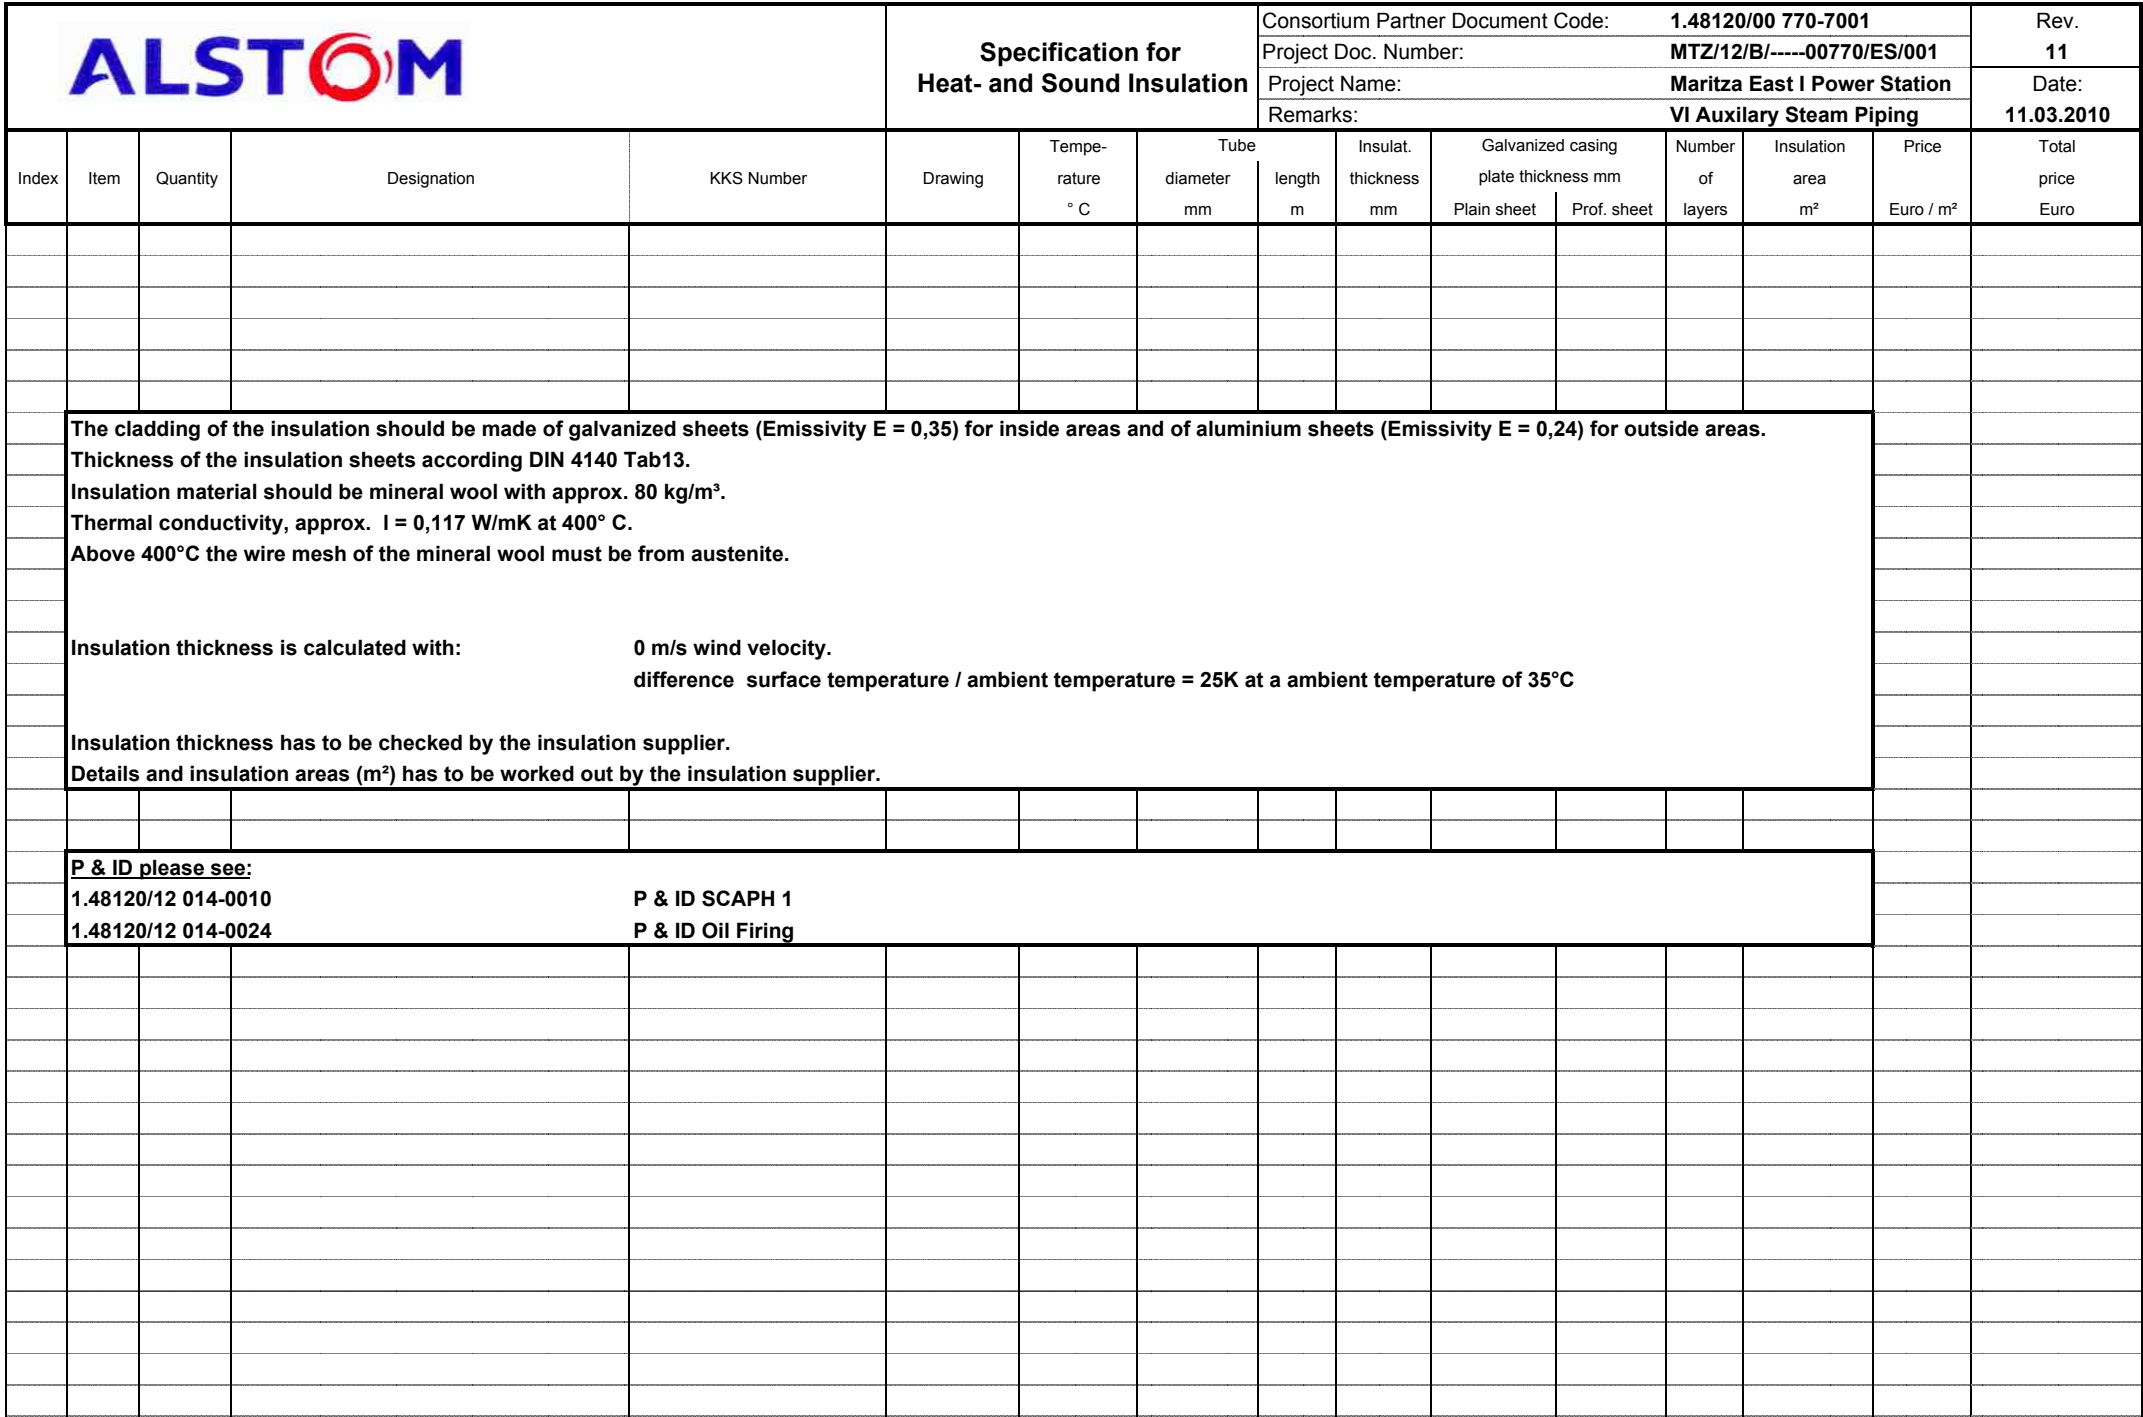 ALSTOM
Specification for
Heat- and Sound Insulation
Consortium Partner Document Code: 1.48120/00 770-7001
Project Doc. Number: MTZ/12/B/-----00770/ES/001
Project Name: Maritza East I Power Station
Remarks: VI Auxilary Steam Piping
Rev.
11
Date:
11.03.2010
Index
Item
Quantity
Designation
KKS Number
Drawing
Tempe-
rature
° C
Tube
diameter
mm
length
m
Insulat.
thickness
mm
Galvanized casing
plate thickness mm
Plain sheet
Prof. sheet
Number
of
layers
Insulation
area
m²
Price
Euro / m²
Total
price
Euro
The cladding of the insulation should be made of galvanized sheets (Emissivity E = 0,35) for inside areas and of aluminium sheets (Emissivity E = 0,24) for outside areas.
Thickness of the insulation sheets according DIN 4140 Tab13.
Insulation material should be mineral wool with approx. 80 kg/m³.
Thermal conductivity, approx. l = 0,117 W/mK at 400° C.
Above 400°C the wire mesh of the mineral wool must be from austenite.
Insulation thickness is calculated with: 0 m/s wind velocity.
difference surface temperature / ambient temperature = 25K at a ambient temperature of 35°C
Insulation thickness has to be checked by the insulation supplier.
Details and insulation areas (m²) has to be worked out by the insulation supplier.
P & ID please see:
1.48120/12 014-0010 P & ID SCAPH 1
1.48120/12 014-0024 P & ID Oil Firing